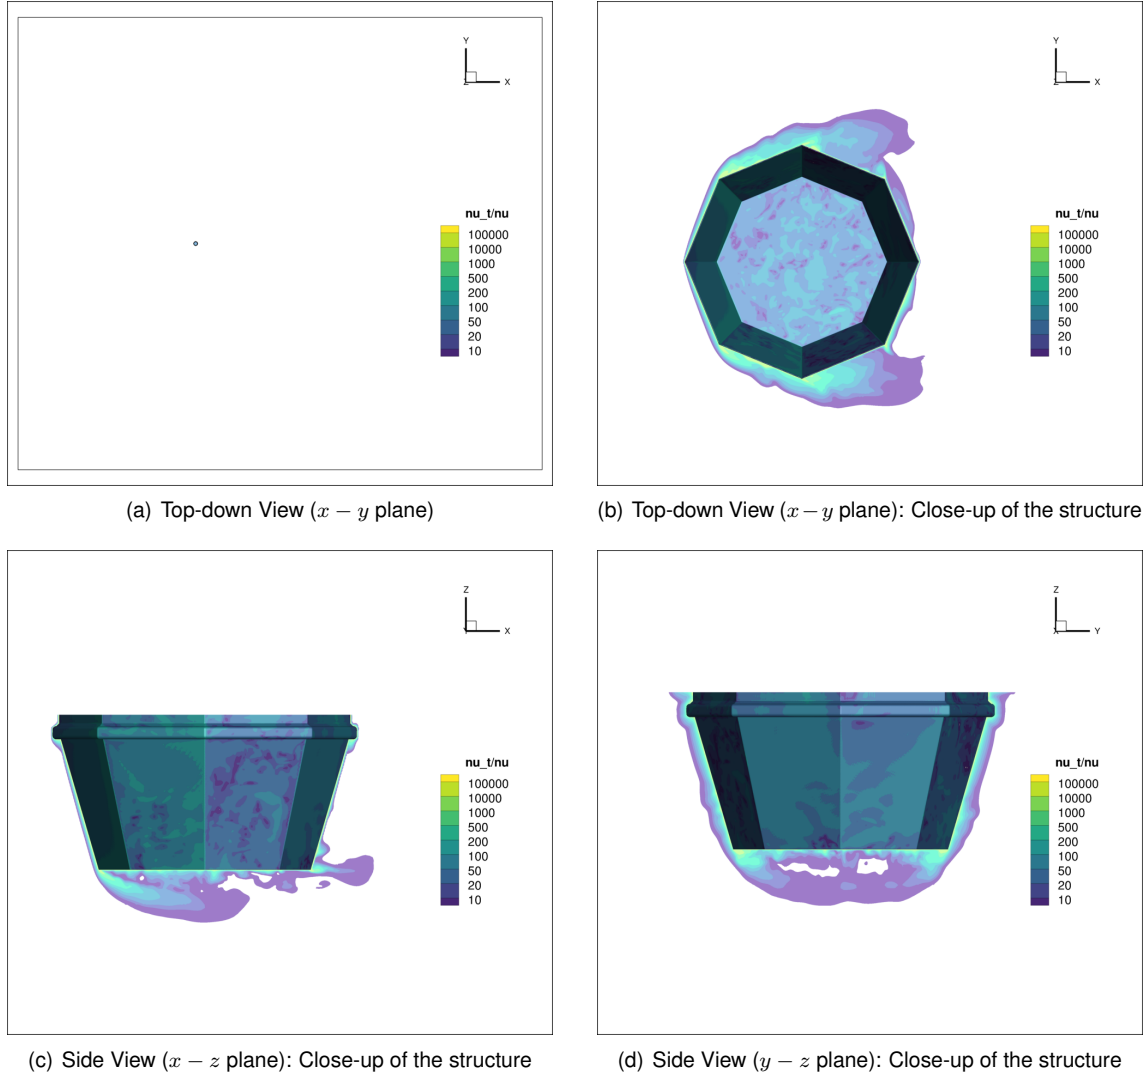 Y
Z X
nu_t/nu
100000
10000
1000
500
200
100
50
20
10
(a) Top-down View (x − y plane)
Y
Z X
nu_t/nu
100000
10000
1000
500
200
100
50
20
10
(b) Top-down View (x − y plane): Close-up of the structure
Z
Y X
nu_t/nu
100000
10000
1000
500
200
100
50
20
10
(c) Side View (x − z plane): Close-up of the structure
Z
X Y
nu_t/nu
100000
10000
1000
500
200
100
50
20
10
(d) Side View (y − z plane): Close-up of the structure